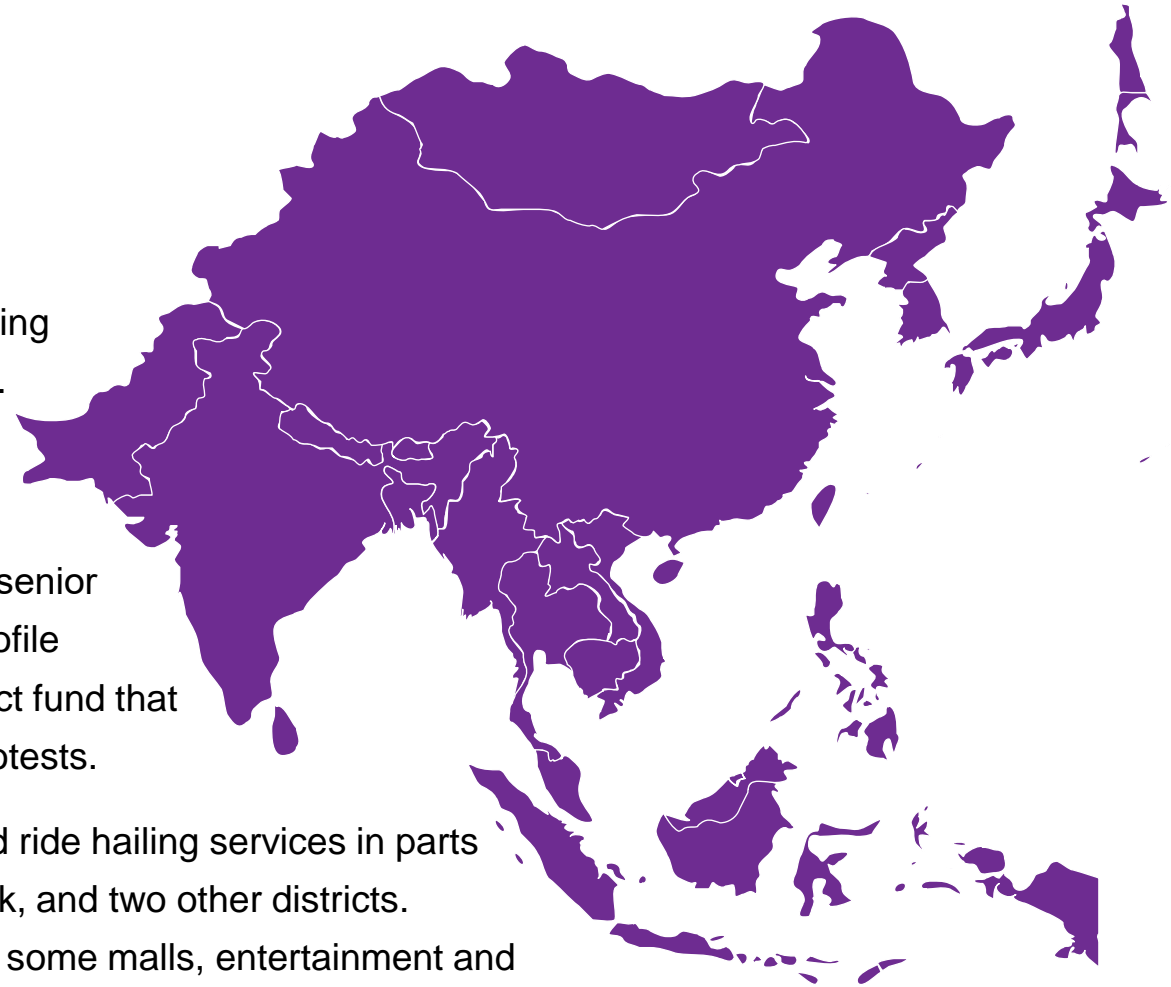 ing
.
senior
ofile
ct fund that
otests.
d ride hailing services in parts
k, and two other districts.
some malls, entertainment and